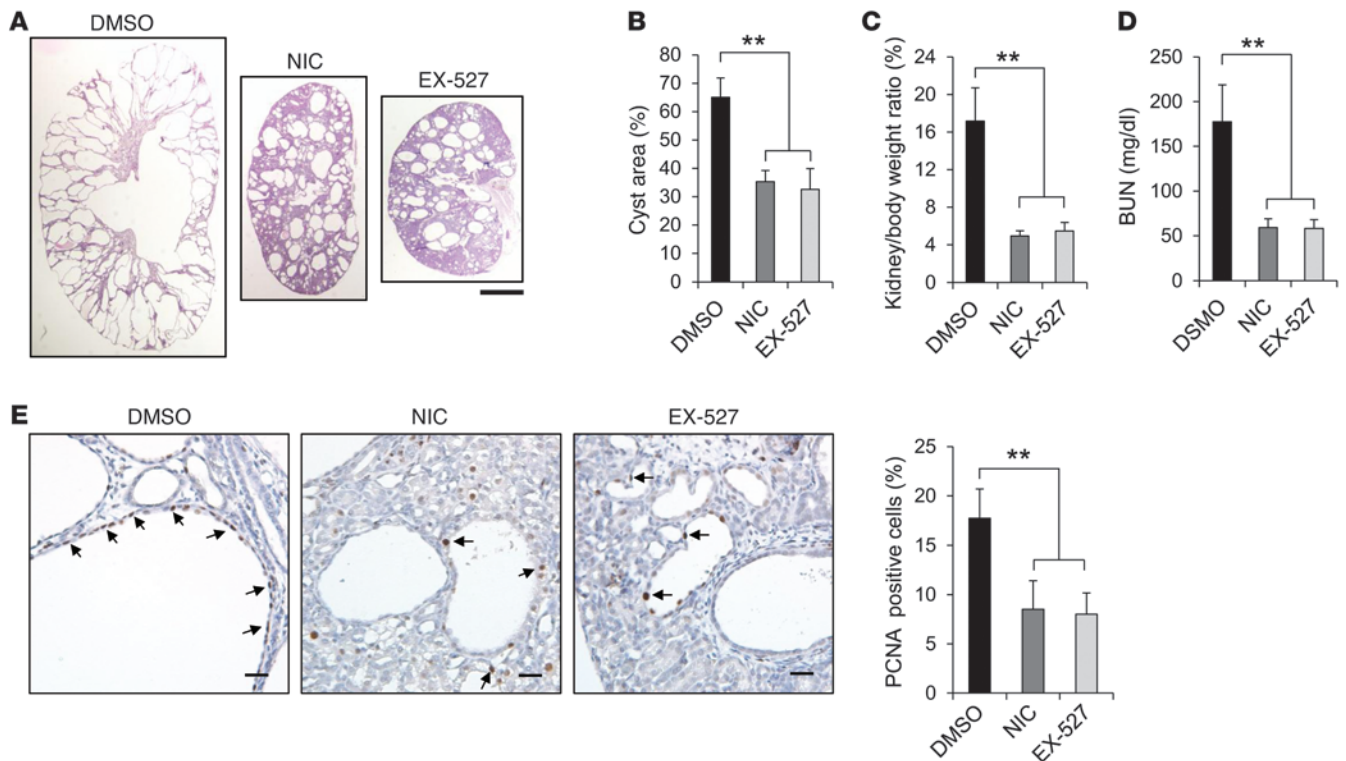 A
DMSO
NIC
EX-527
B
Cyst area (%)
80
70
60
50
40
30
20
10
0
**
DMSO
NIC
EX-527
C
Kidney/body weight ratio (%)
24
20
16
12
8
4
0
**
DMSO
NIC
EX-527
D
BUN (mg/dl)
250
200
150
100
50
0
**
DSMO
NIC
EX-527
E
DMSO
NIC
EX-527
PCNA positive cells (%)
25
20
15
10
5
0
**
DMSO
NIC
EX-527